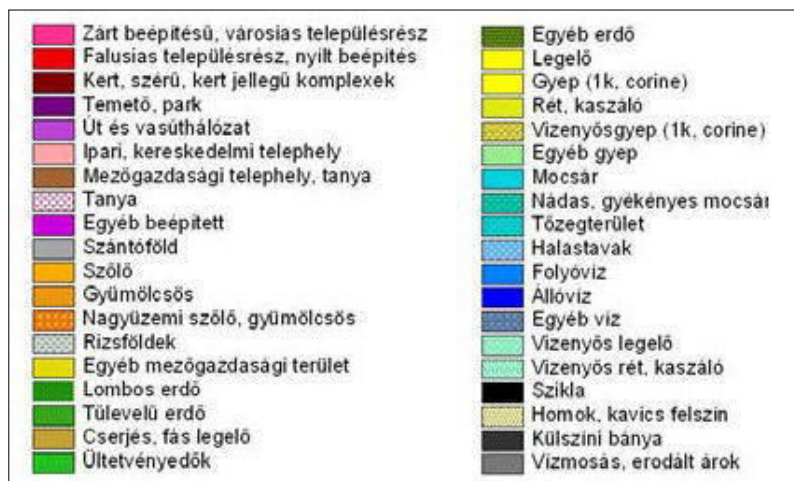 Zárt beépítésű, városias településrész
Falusias településrész, nyilt beépítés
Kert, szérű, kert jellegű komplexek
Temető, park
Út és vasúthálózat
Ipari, kereskedelmi telephely
Mezőgazdasági telephely, tanya
Tanya
Egyéb beépített
Szántóföld
Szőlő
Gyümölcsös
Nagyüzemi szőlő, gyümölcsös
Rizsföldek
Egyéb mezőgazdasági terület
Lombos erdő
Tülevelű erdő
Cserjés, fás legelő
Ültetvényedők
Egyéb erdő
Legelő
Gyep (1k, corine)
Rét, kaszáló
Vizenyősgyep (1k, corine)
Egyéb gyep
Mocsár
Nádas, gyékényes mocsár
Tőzegterület
Halastavak
Folyóvíz
Állóvíz
Egyéb víz
Vizenyős legelő
Vizenyős rét, kaszáló
Szikla
Homok, kavics felszín
Külszíni bánya
Vízmosás, erodált árok